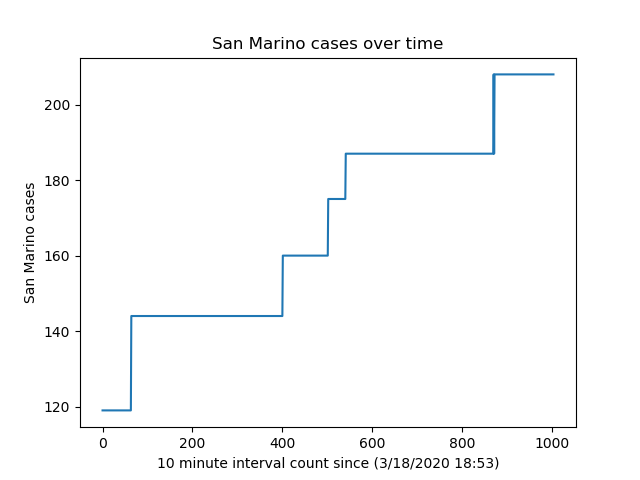 San Marino cases over time
200
180
160
140
120
San Marino cases
0 200 400 600 800 1000
10 minute interval count since (3/18/2020 18:53)